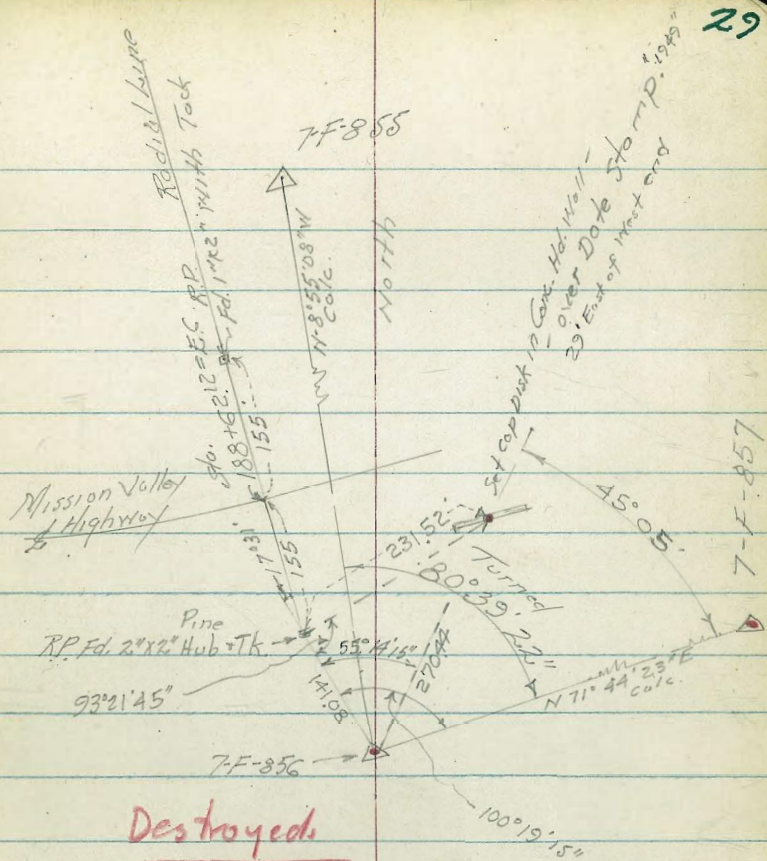 29
Radial Line
Sta. 188+62.12=E.C. R.P.
Fd. 1"x2" with Tack
155
17°31'
155
7-F-855
N-8°55'08"W
Calc.
North
Set Cap Disk in Conc. Hd. Wall-
over Date Stamp. "1949"
29' East of West end
Mission Valley
Highway
231.52
45°05'
7-F-857
Turned
80°39'22"
Pine
R.P. Fd. 2"x2" Hub+Tk.
55°14'15"
270.44
N 71°44'23"E
Calc.
93°21'45"
141.08
7-F-856
100°19'15"
Destroyed.